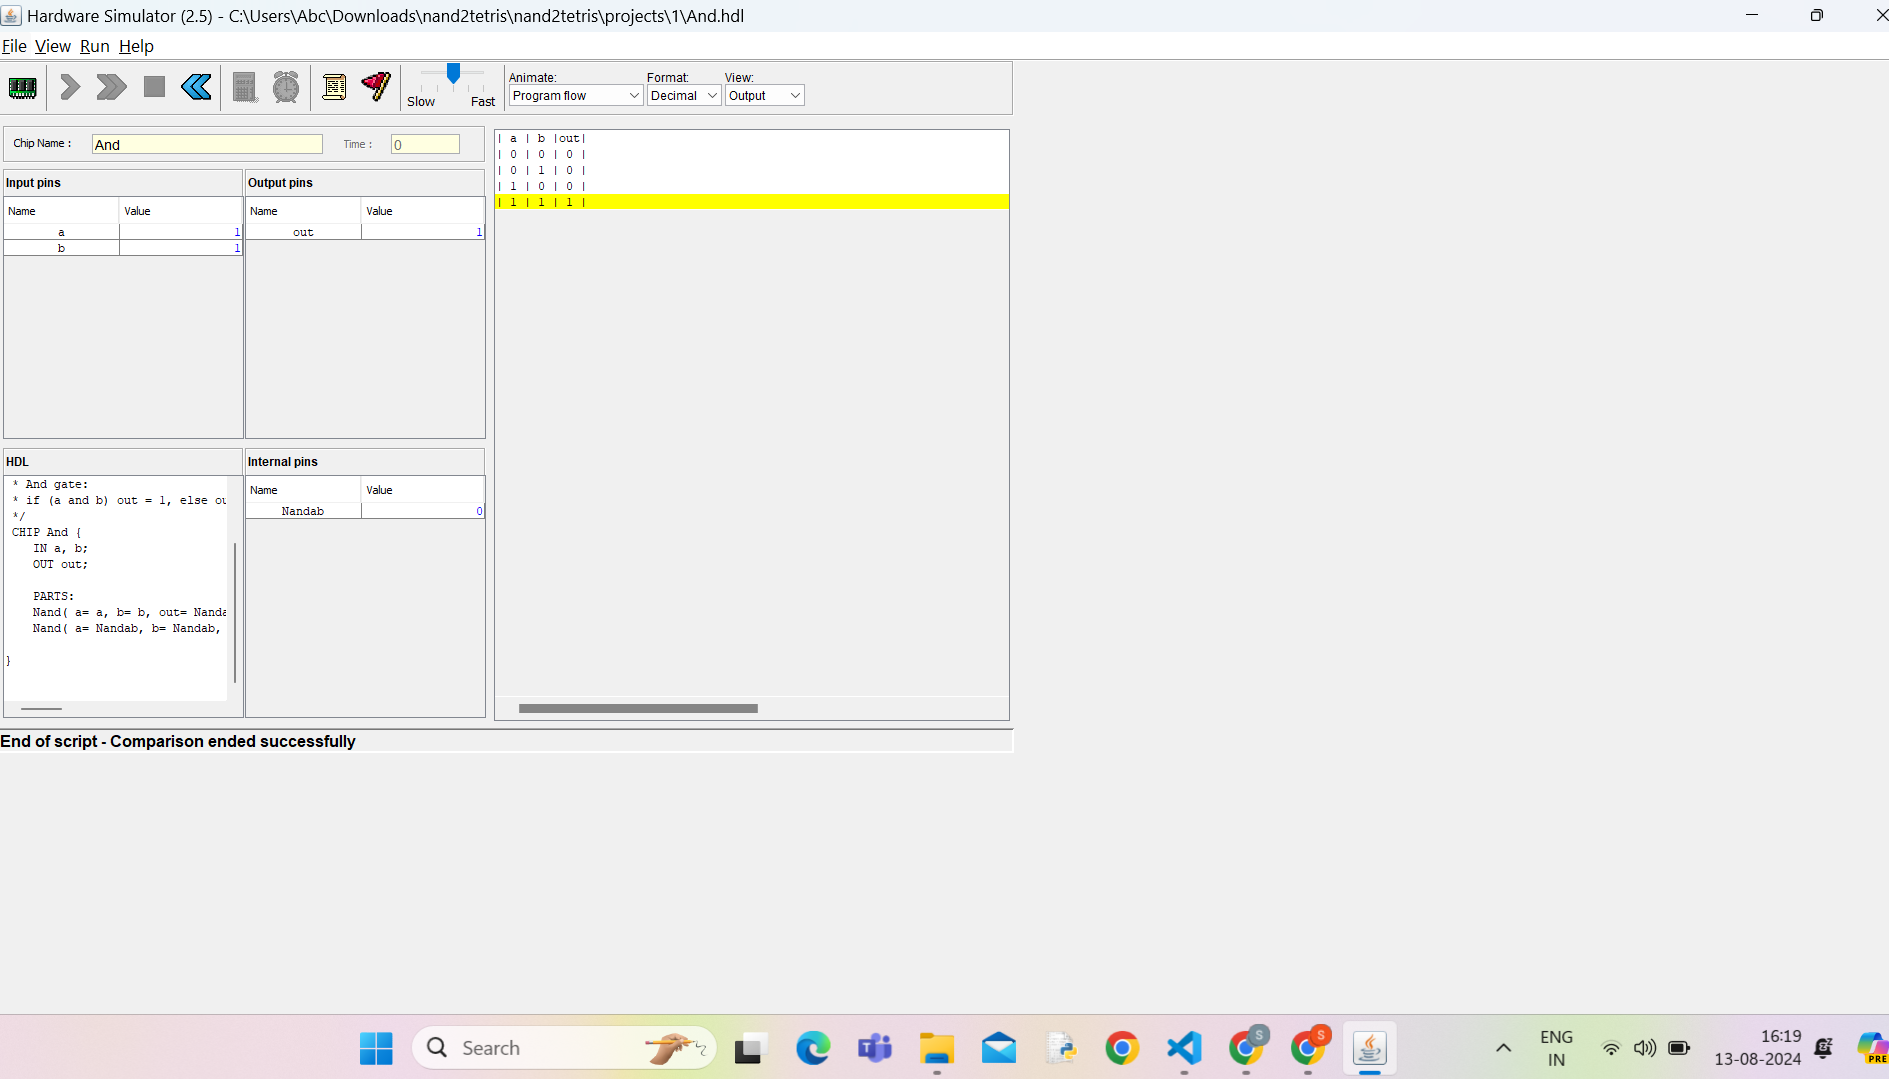 Hardware Simulator (2.5) - C:\Users\Abc\Downloads\nand2tetris\nand2tetris\projects\1\And.hdl
File View Run Help
Animate: Format: View:
Slow Fast Program flow Decimal Output
Chip Name : And Time : 0
Input pins
Name Value
a 1
b 1
Output pins
Name Value
out 1
| a | b |out|
| 0 | 0 | 0 |
| 0 | 1 | 0 |
| 1 | 0 | 0 |
| 1 | 1 | 1 |
HDL
* And gate:
* if (a and b) out = 1, else ou
*/
CHIP And {
IN a, b;
OUT out;
PARTS:
Nand( a= a, b= b, out= Nanda
Nand( a= Nandab, b= Nandab,
}
Internal pins
Name Value
Nandab 0
End of script - Comparison ended successfully
Search
S
S
ENG
IN
16:19
13-08-2024
PRE